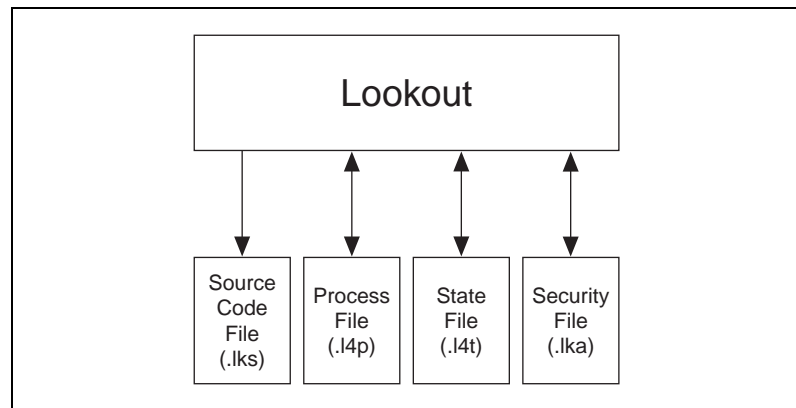 Lookout
Source
Code
File
(.lks)
Process
File
(.l4p)
State
File
(.l4t)
Security
File
(.lka)